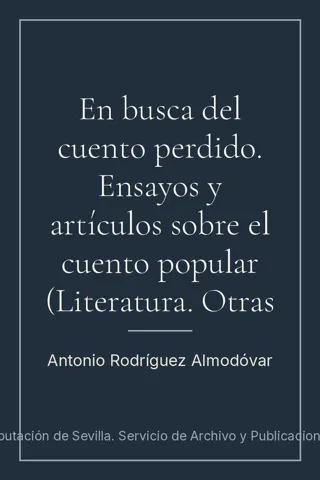 En busca del
cuento perdido.
Ensayos y
artículos sobre el
cuento popular
(Literatura. Otras
Antonio Rodríguez Almodóvar
putación de Sevilla. Servicio de Archivo y Publicacion